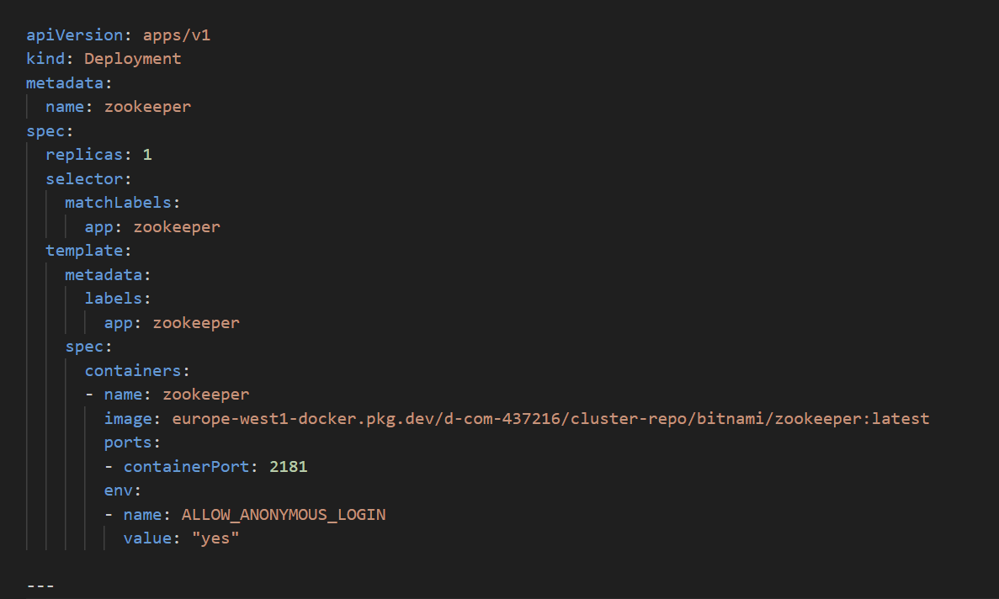 apiVersion: apps/v1
kind: Deployment
metadata:
  name: zookeeper
spec:
  replicas: 1
  selector:
    matchLabels:
      app: zookeeper
  template:
    metadata:
      labels:
        app: zookeeper
    spec:
      containers:
      - name: zookeeper
        image: europe-west1-docker.pkg.dev/d-com-437216/cluster-repo/bitnami/zookeeper:latest
        ports:
        - containerPort: 2181
        env:
        - name: ALLOW_ANONYMOUS_LOGIN
          value: "yes"

---